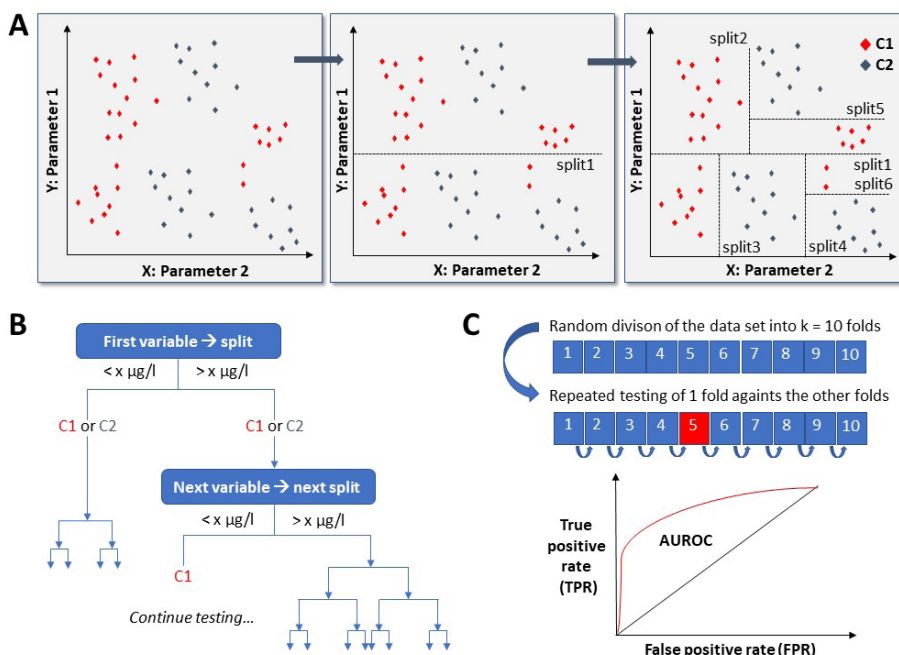 A
Y: Parameter 1
X: Parameter 2
Y: Parameter 1
split1
X: Parameter 2
Y: Parameter 1
split2
C1
C2
split5
split1
split6
split3
split4
X: Parameter 2
B
First variable → split
< x µg/l
> x µg/l
C1 or C2
C1 or C2
Next variable → next split
< x µg/l
> x µg/l
C1
Continue testing...
C
Random divison of the data set into k = 10 folds
1 2 3 4 5 6 7 8 9 10
Repeated testing of 1 fold againts the other folds
1 2 3 4 5 6 7 8 9 10
True
positive
rate
(TPR)
AUROC
False positive rate (FPR)